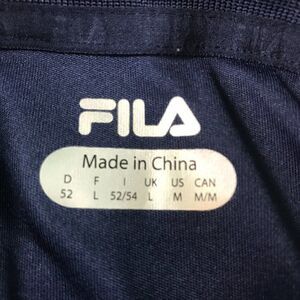 FILA
Made in China
D F I UK US CAN
52 L 52/54 L M M/M